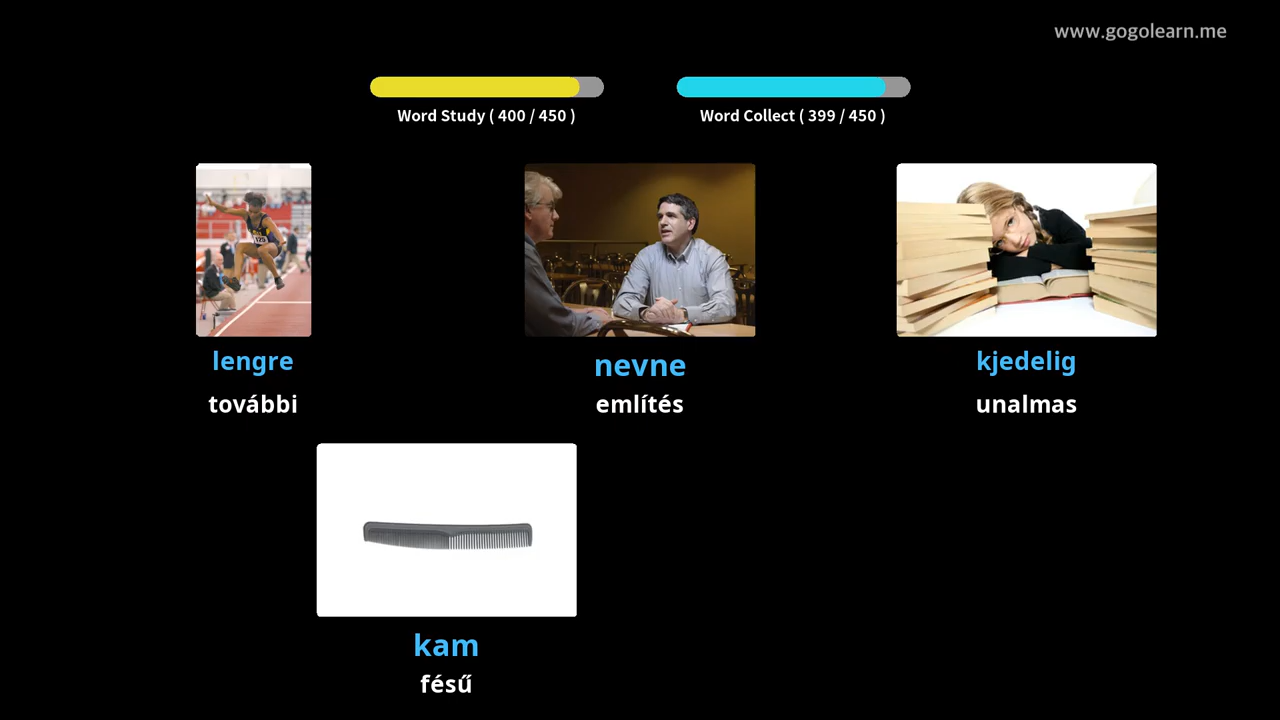 www.gogolearn.me
Word Study ( 400 / 450 )
Word Collect ( 399 / 450 )
lengre
további
nevne
említés
kjedelig
unalmas
kam
fésű